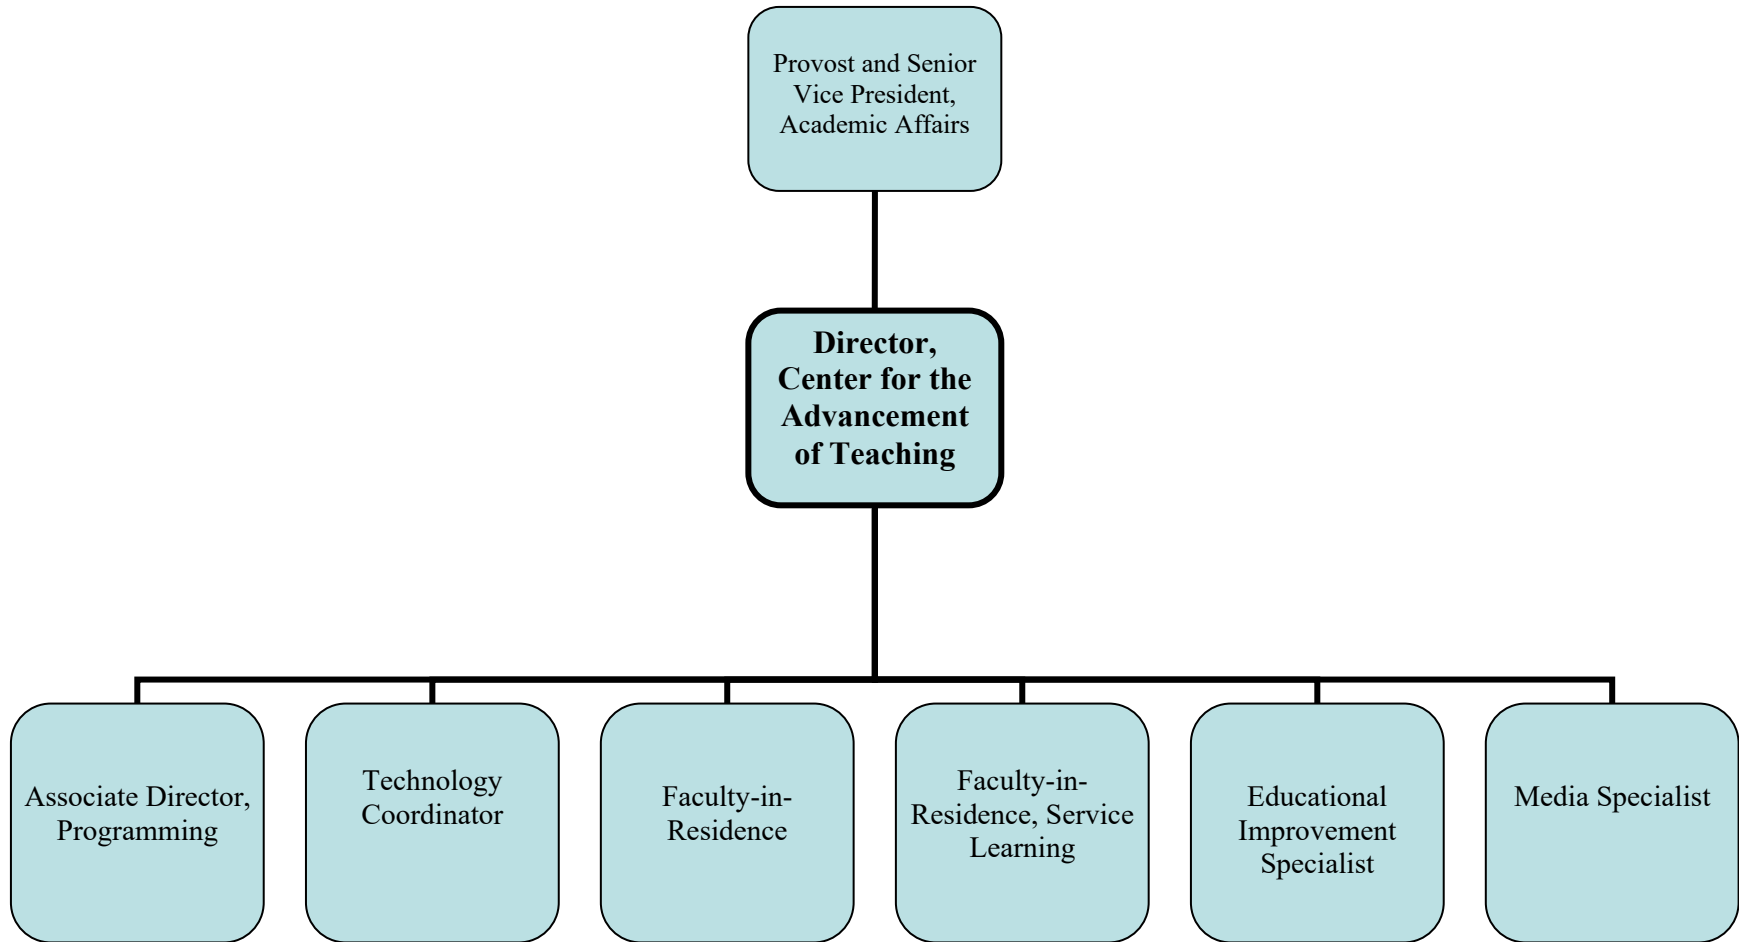 Provost and Senior
Vice President,
Academic Affairs
Director,
Center for the
Advancement
of Teaching
Associate Director,
Programming
Technology
Coordinator
Faculty-in-
Residence
Faculty-in-
Residence, Service
Learning
Educational
Improvement
Specialist
Media Specialist